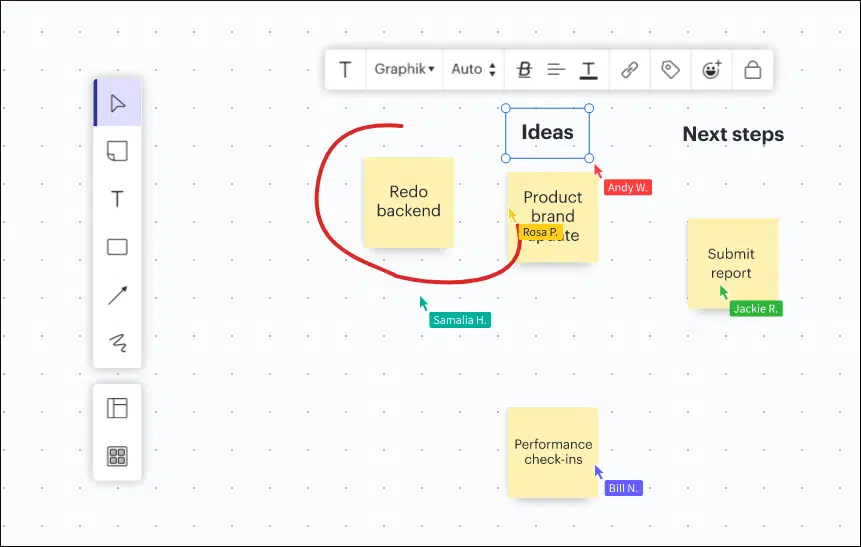 T
Graphik
Auto
B
T
T
Ideas
Next steps
Andy W.
Redo
backend
Product
brand
update
Rosa P.
Submit
report
Jackie R.
Samalia H.
Performance
check-ins
Bill N.